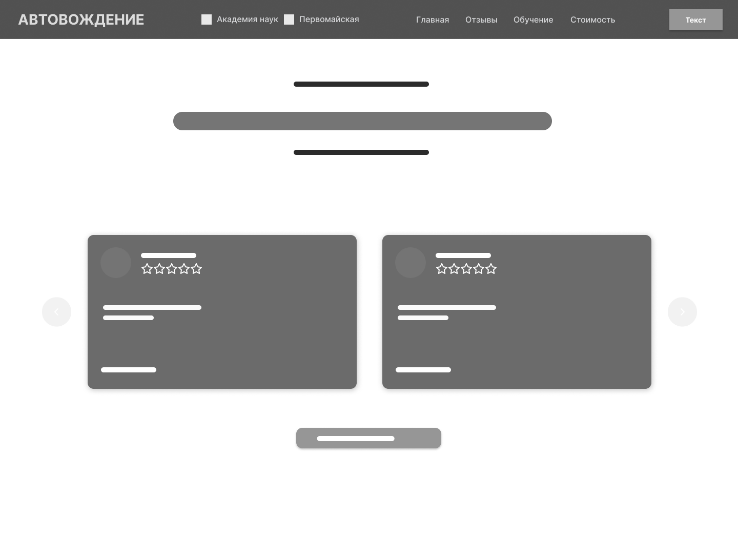 АВТОВОЖДЕНИЕ
Академия наук Первомайская
Главная Отзывы Обучение Стоимость
Текст